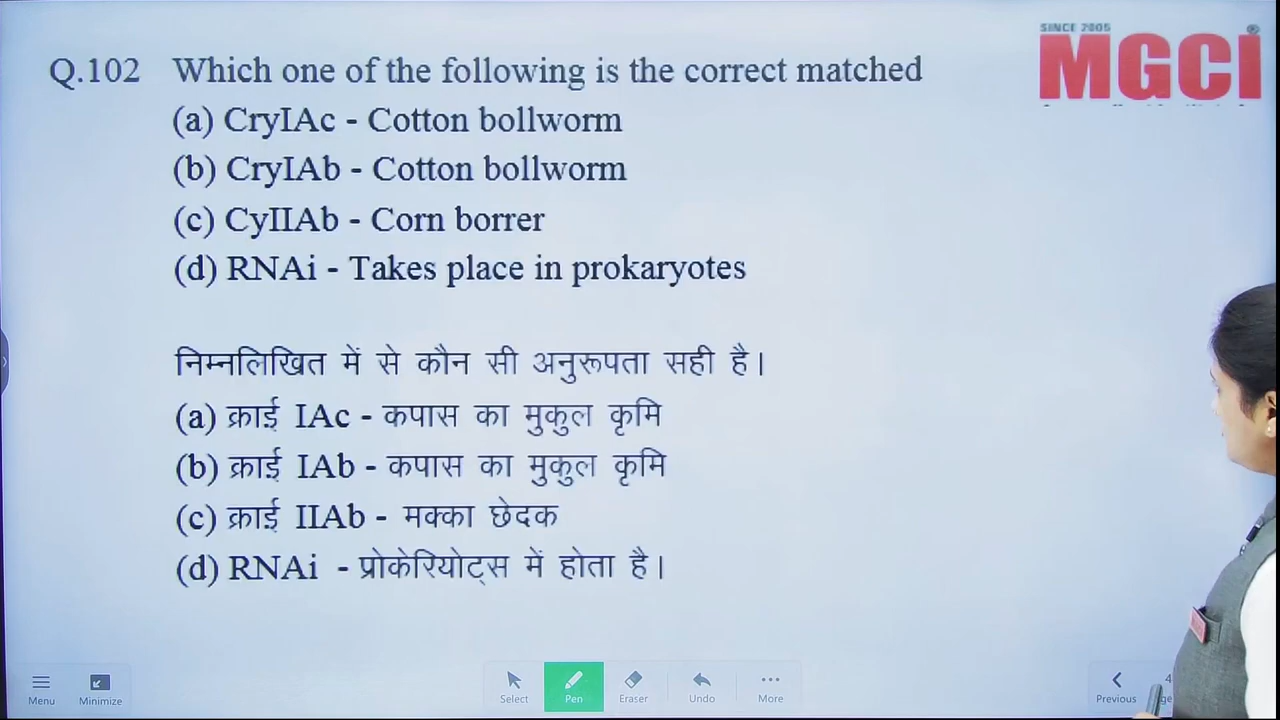 SINCE 2005
MGCI
Q.102 Which one of the following is the correct matched
(a) CryIAc - Cotton bollworm
(b) CryIAb - Cotton bollworm
(c) CyIIAb - Corn borrer
(d) RNAi - Takes place in prokaryotes
निम्नलिखित में से कौन सी अनुरूपता सही है।
(a) क्राई IAc - कपास का मुकुल कृमि
(b) क्राई IAb - कपास का मुकुल कृमि
(c) क्राई IIAb - मक्का छेदक
(d) RNAi - प्रोकेरियोट्स में होता है।
Menu
Minimize
Select
Pen
Eraser
Undo
More
Previous
4